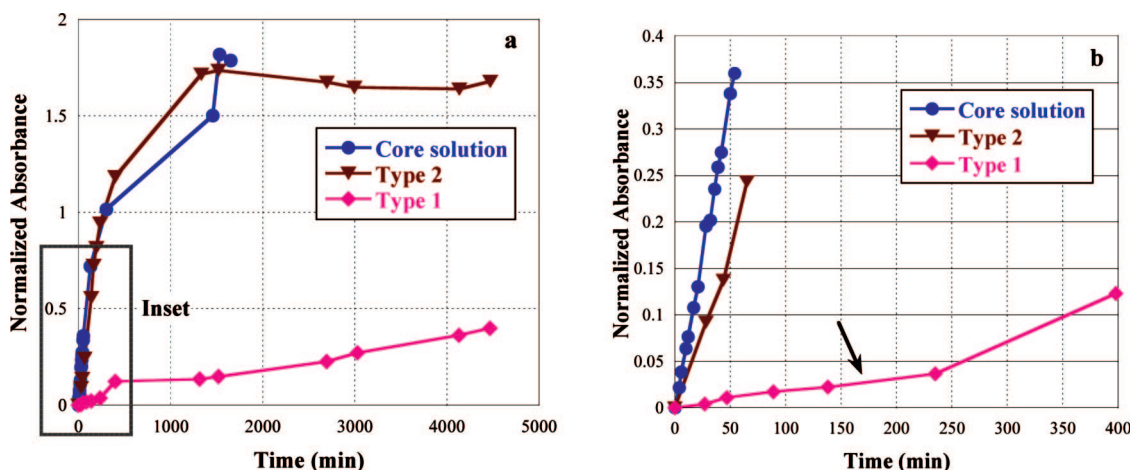 a
Normalized Absorbance
2
1.5
1
0.5
0
Core solution
Type 2
Type 1
Inset
0 1000 2000 3000 4000 5000
Time (min)
b
Normalized Absorbance
0.4
0.35
0.3
0.25
0.2
0.15
0.1
0.05
0
Core solution
Type 2
Type 1
0 50 100 150 200 250 300 350 400
Time (min)